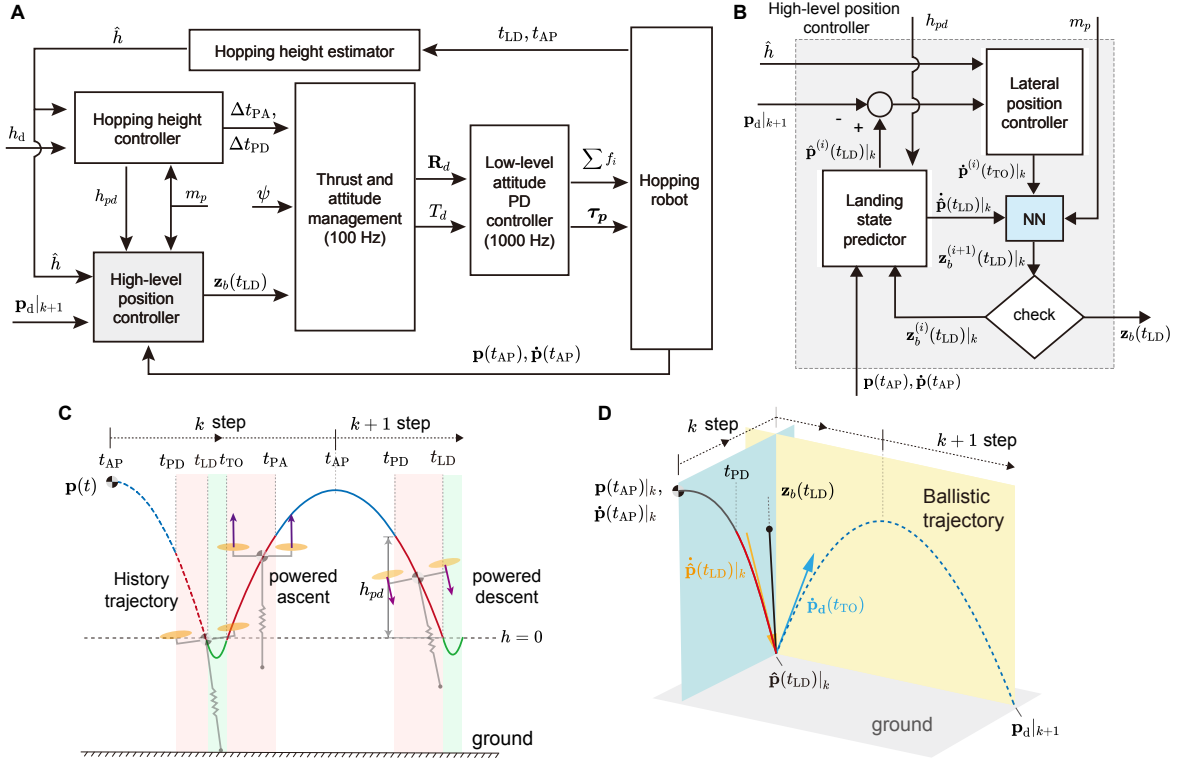 A
ĥ
Hopping height estimator
t_LD, t_AP
h_d
Hopping height
controller
Δt_PA,
Δt_PD
h_pd
m_p
ψ
Thrust and
attitude
management
(100 Hz)
R_d
T_d
Low-level
attitude
PD
controller
(1000 Hz)
∑ f_i
τ_p
Hopping
robot
ĥ
p_d|_k+1
High-level
position
controller
z_b(t_LD)
p(t_AP), ṗ(t_AP)
B
High-level position
controller
h_pd
m_p
ĥ
p_d|_k+1
-
+
Lateral
position
controller
p̂^(i)(t_LD)|_k
ṗ^(i)(t_TO)|_k
Landing
state
predictor
ṗ̂(t_LD)|_k
NN
z_b^(i+1)(t_LD)|_k
check
z_b^(i)(t_LD)|_k
z_b(t_LD)
p(t_AP), ṗ(t_AP)
C
k step
k + 1 step
t_AP
t_PD
t_LD
t_TO
t_PA
t_AP
t_PD
t_LD
p(t)
History
trajectory
powered
ascent
h_pd
powered
descent
h = 0
ground
D
k step
k + 1 step
t_PD
p(t_AP)|_k,
ṗ(t_AP)|_k
z_b(t_LD)
Ballistic
trajectory
ṗ̂(t_LD)|_k
ṗ_d(t_TO)
p̂(t_LD)|_k
ground
p_d|_k+1